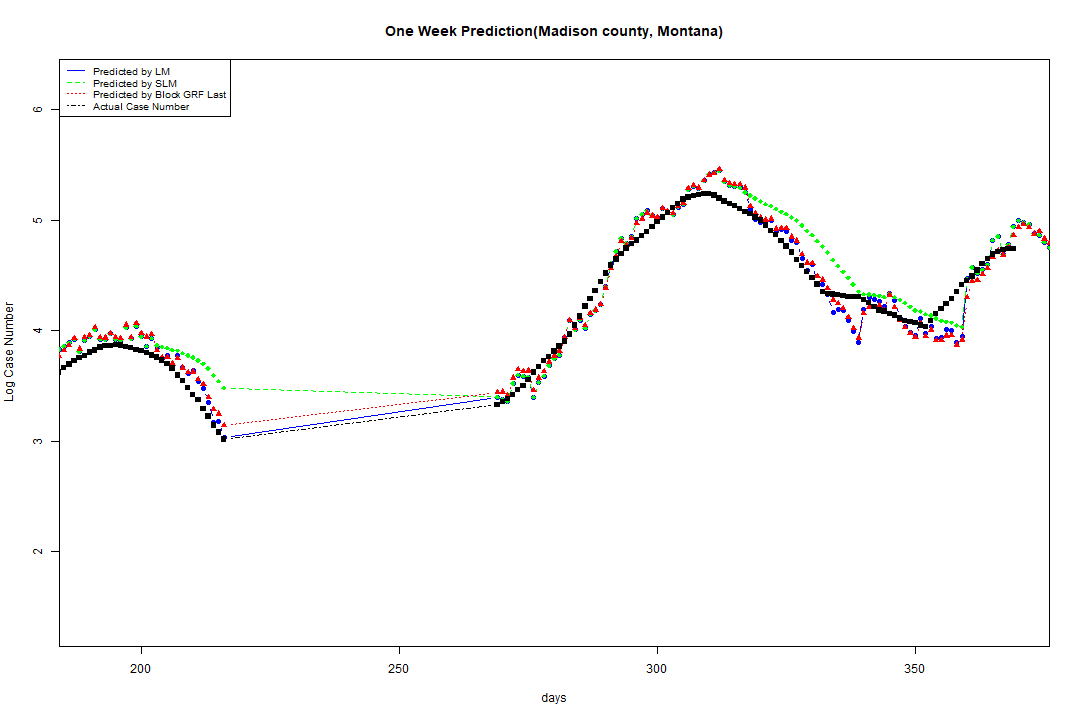 One Week Prediction(Madison county, Montana)
Predicted by LM
Predicted by SLM
Predicted by Block GRF Last
Actual Case Number
6
5
4
3
2
Log Case Number
200
250
300
350
days